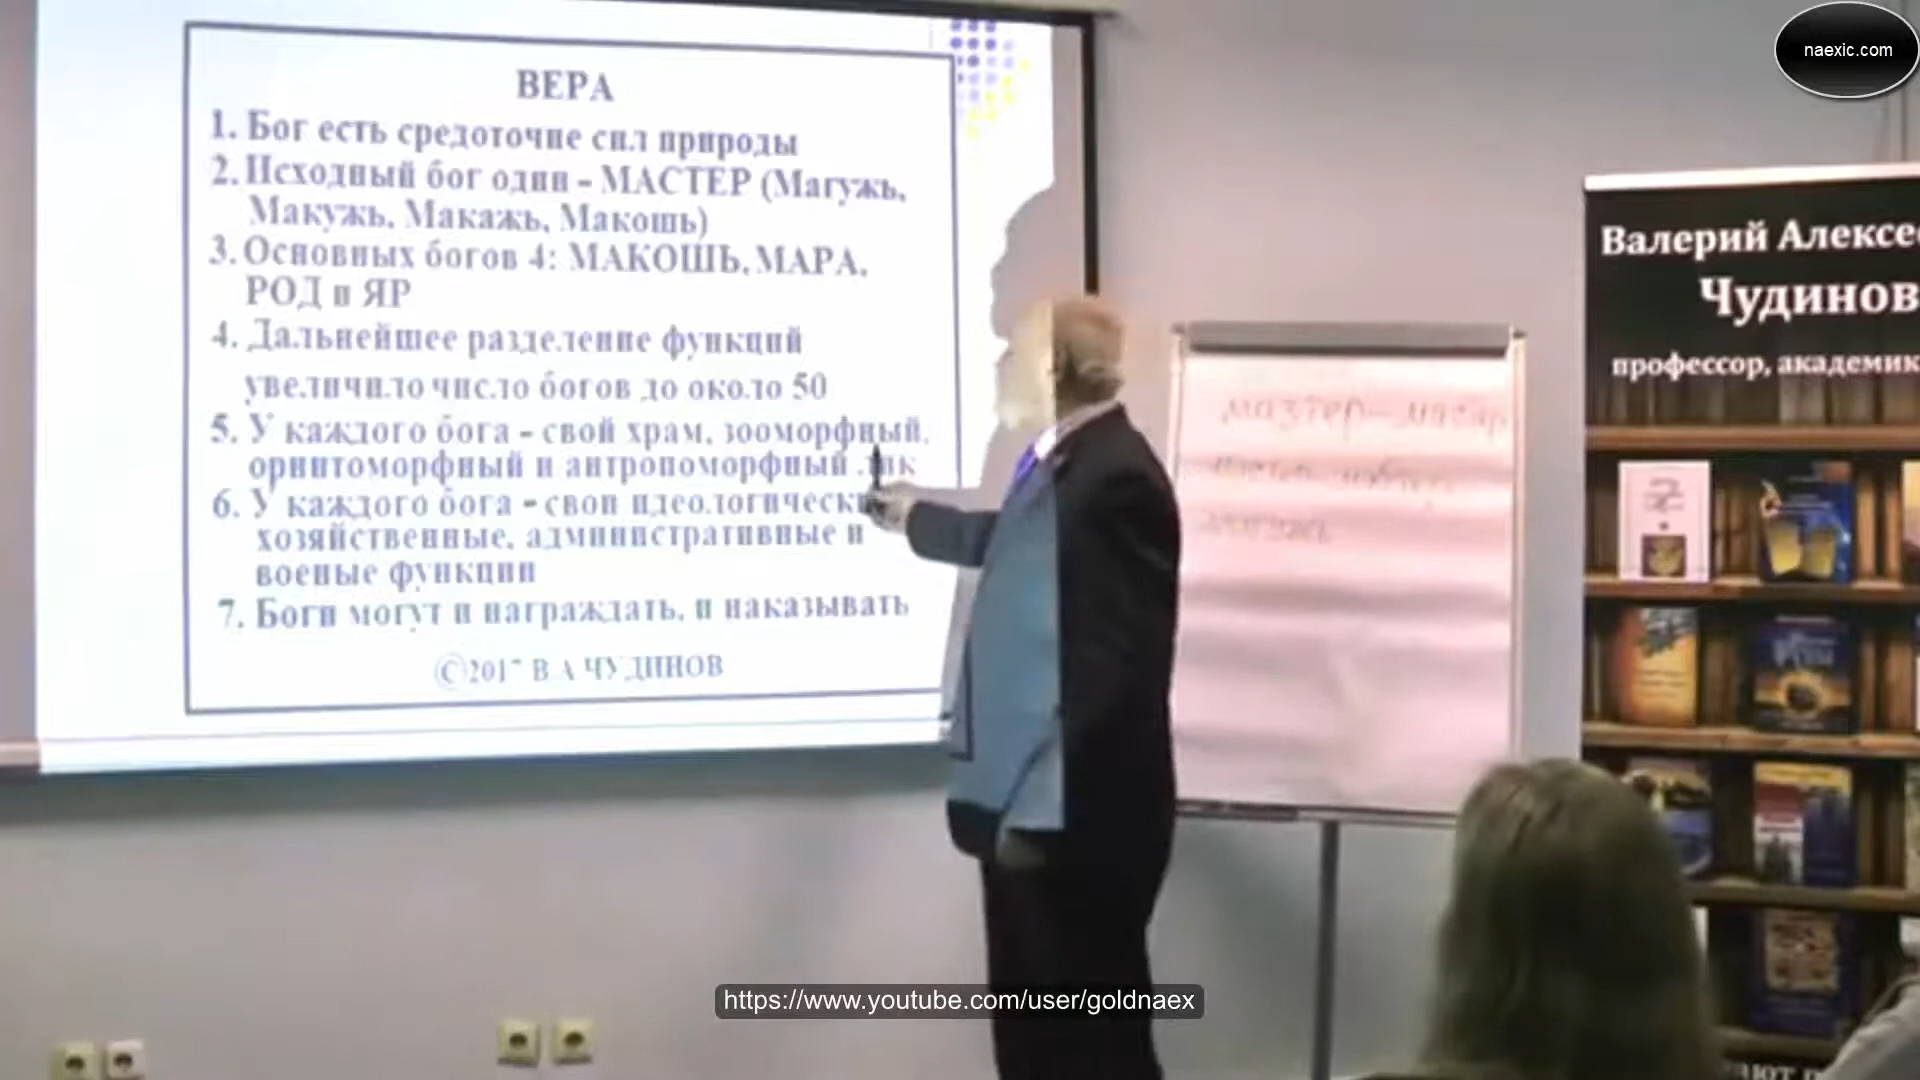 ВЕРА
1. Бог есть средоточие сил природы
2. Исходный бог один - МАСТЕР (Магужь,
Макужь, Макажь, Макошь)
3. Основных богов 4: МАКОШЬ, МАРА,
РОД и ЯР
4. Дальнейшее разделение функций
увеличило число богов до около 50
5. У каждого бога - свой храм, зооморфный,
орнитоморфный и антропоморфный лик
6. У каждого бога - свои идеологически
хозяйственные, административные и
военые функции
7. Боги могут и награждать, и наказывать
©2017 В.А ЧУДИНОВ
naexic.com
Валерий Алексе
Чудинов
профессор, академик
мазтер-
https://www.youtube.com/user/goldnaex